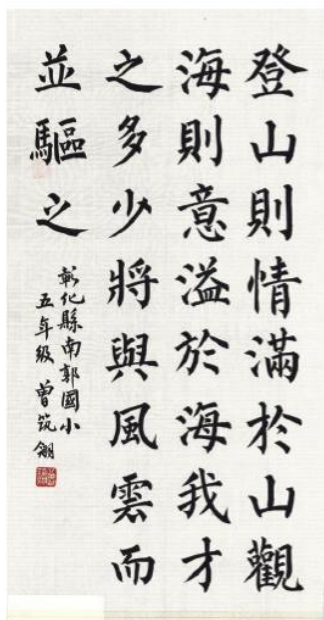 登山則情滿於山觀
海則意溢於海我才
之多少將與風雲而
並驅之
彰化縣南郭國小
五年級 曾筑翎